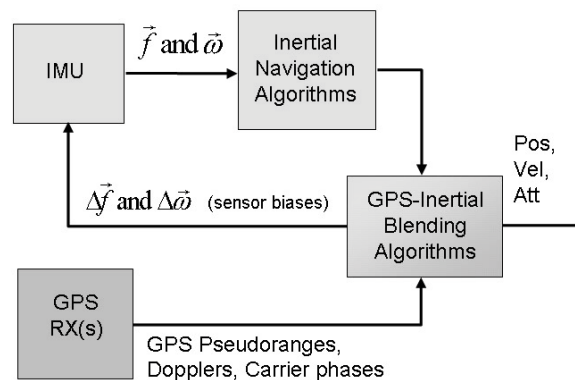 IMU
f⃗ and ω⃗
Inertial
Navigation
Algorithms
Pos,
Vel,
Att
Δf⃗ and Δω⃗ (sensor biases)
GPS-Inertial
Blending
Algorithms
GPS
RX(s)
GPS Pseudoranges,
Dopplers, Carrier phases